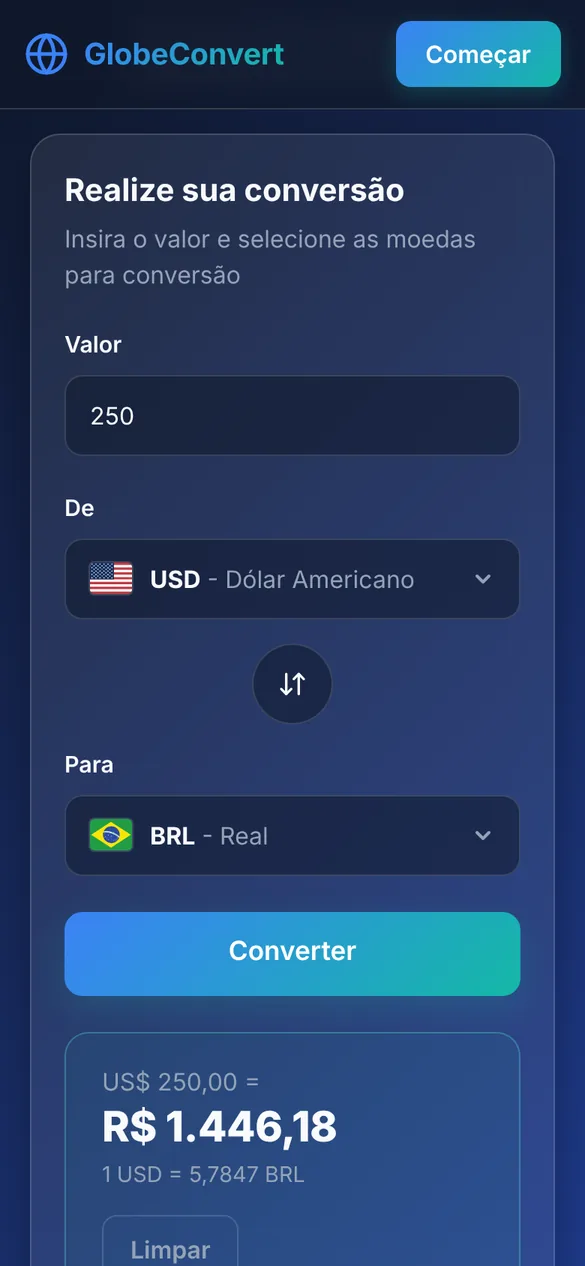 GlobeConvert
Começar
Realize sua conversão
Insira o valor e selecione as moedas
para conversão
Valor
250
De
USD - Dólar Americano
Para
BRL - Real
Converter
US$ 250,00 =
R$ 1.446,18
1 USD = 5,7847 BRL
Limpar